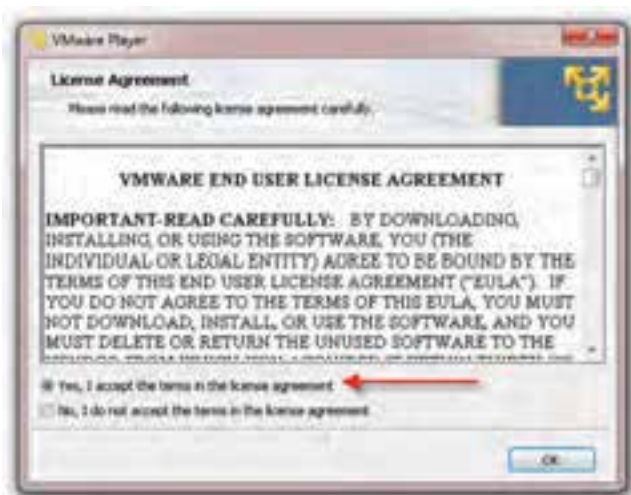 VMware Player
License Agreement
Please read the following license agreement carefully.
VMWARE END USER LICENSE AGREEMENT
IMPORTANT-READ CAREFULLY: BY DOWNLOADING,
INSTALLING, OR USING THE SOFTWARE, YOU (THE
INDIVIDUAL OR LEGAL ENTITY) AGREE TO BE BOUND BY THE
TERMS OF THIS END USER LICENSE AGREEMENT ("EULA"). IF
YOU DO NOT AGREE TO THE TERMS OF THIS EULA, YOU MUST
NOT DOWNLOAD, INSTALL, OR USE THE SOFTWARE, AND YOU
MUST DELETE OR RETURN THE UNUSED SOFTWARE TO THE
Yes, I accept the terms in the license agreement
No, I do not accept the terms in the license agreement
OK